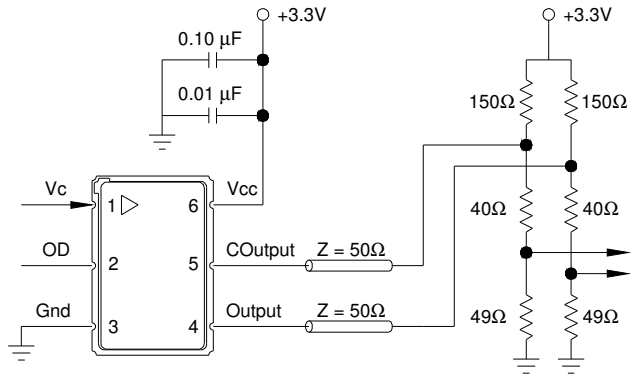 +3.3V +3.3V
0.10 µF
0.01 µF
150Ω 150Ω
Vc 1 6 Vcc
40Ω 40Ω
OD 2 5 COutput Z = 50Ω
Gnd 3 4 Output Z = 50Ω
49Ω 49Ω